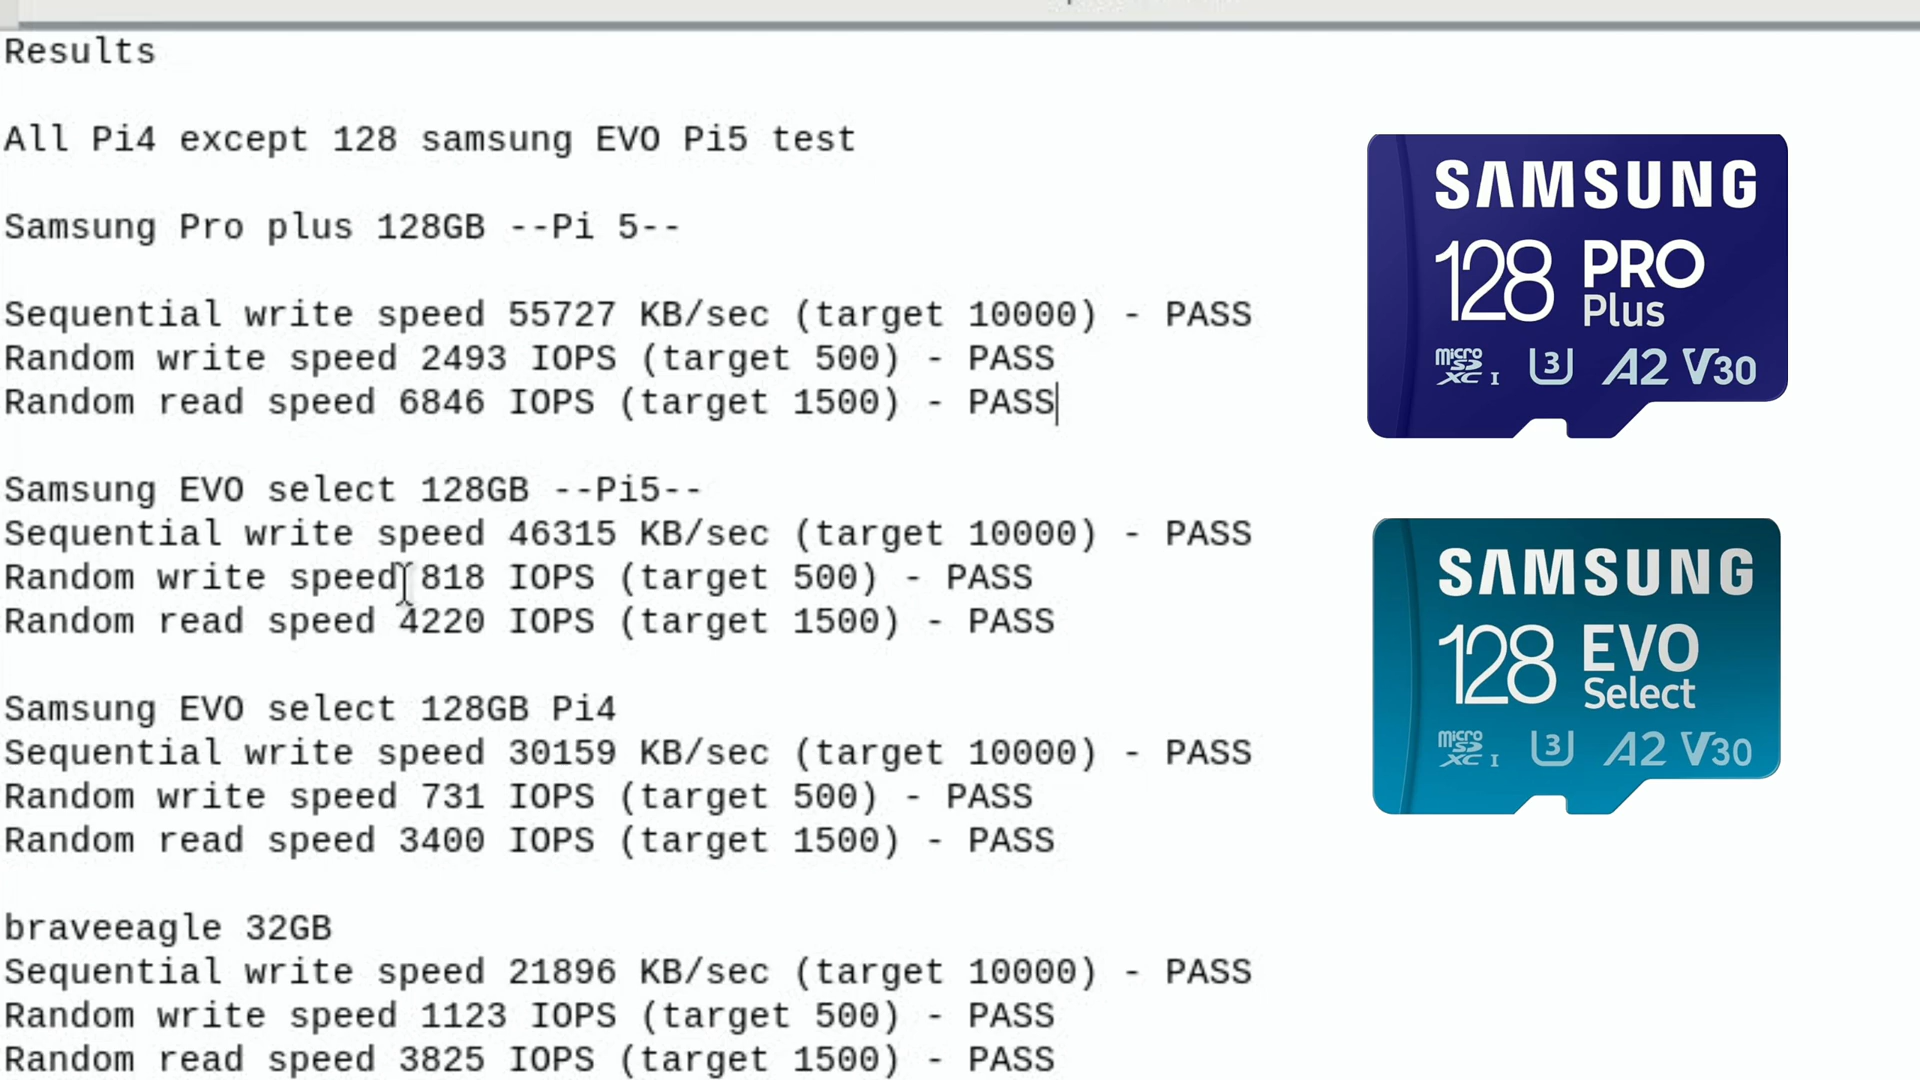 Results
All Pi4 except 128 samsung EVO Pi5 test
Samsung Pro plus 128GB --Pi 5--
Sequential write speed 55727 KB/sec (target 10000) - PASS
Random write speed 2493 IOPS (target 500) - PASS
Random read speed 6846 IOPS (target 1500) - PASS
Samsung EVO select 128GB --Pi5--
Sequential write speed 46315 KB/sec (target 10000) - PASS
Random write speed 818 IOPS (target 500) - PASS
Random read speed 4220 IOPS (target 1500) - PASS
Samsung EVO select 128GB Pi4
Sequential write speed 30159 KB/sec (target 10000) - PASS
Random write speed 731 IOPS (target 500) - PASS
Random read speed 3400 IOPS (target 1500) - PASS
braveeagle 32GB
Sequential write speed 21896 KB/sec (target 10000) - PASS
Random write speed 1123 IOPS (target 500) - PASS
Random read speed 3825 IOPS (target 1500) - PASS
SAMSUNG
128 PRO
Plus
micro SD XC I U3 A2 V30
SAMSUNG
128 EVO
Select
micro SD XC I U3 A2 V30